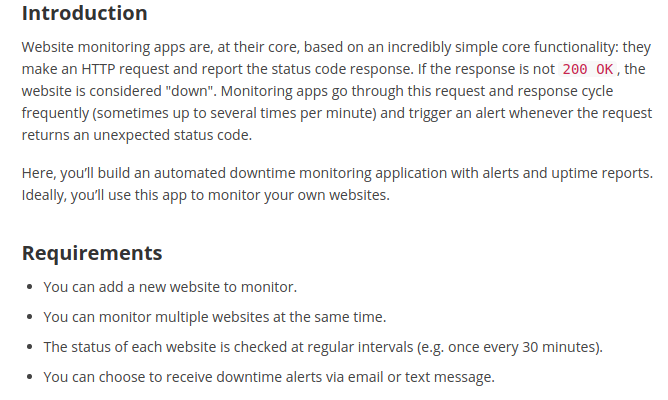 Introduction
Website monitoring apps are, at their core, based on an incredibly simple core functionality: they
make an HTTP request and report the status code response. If the response is not 200 OK, the
website is considered "down". Monitoring apps go through this request and response cycle
frequently (sometimes up to several times per minute) and trigger an alert whenever the request
returns an unexpected status code.
Here, you’ll build an automated downtime monitoring application with alerts and uptime reports.
Ideally, you’ll use this app to monitor your own websites.
Requirements
• You can add a new website to monitor.
• You can monitor multiple websites at the same time.
• The status of each website is checked at regular intervals (e.g. once every 30 minutes).
• You can choose to receive downtime alerts via email or text message.